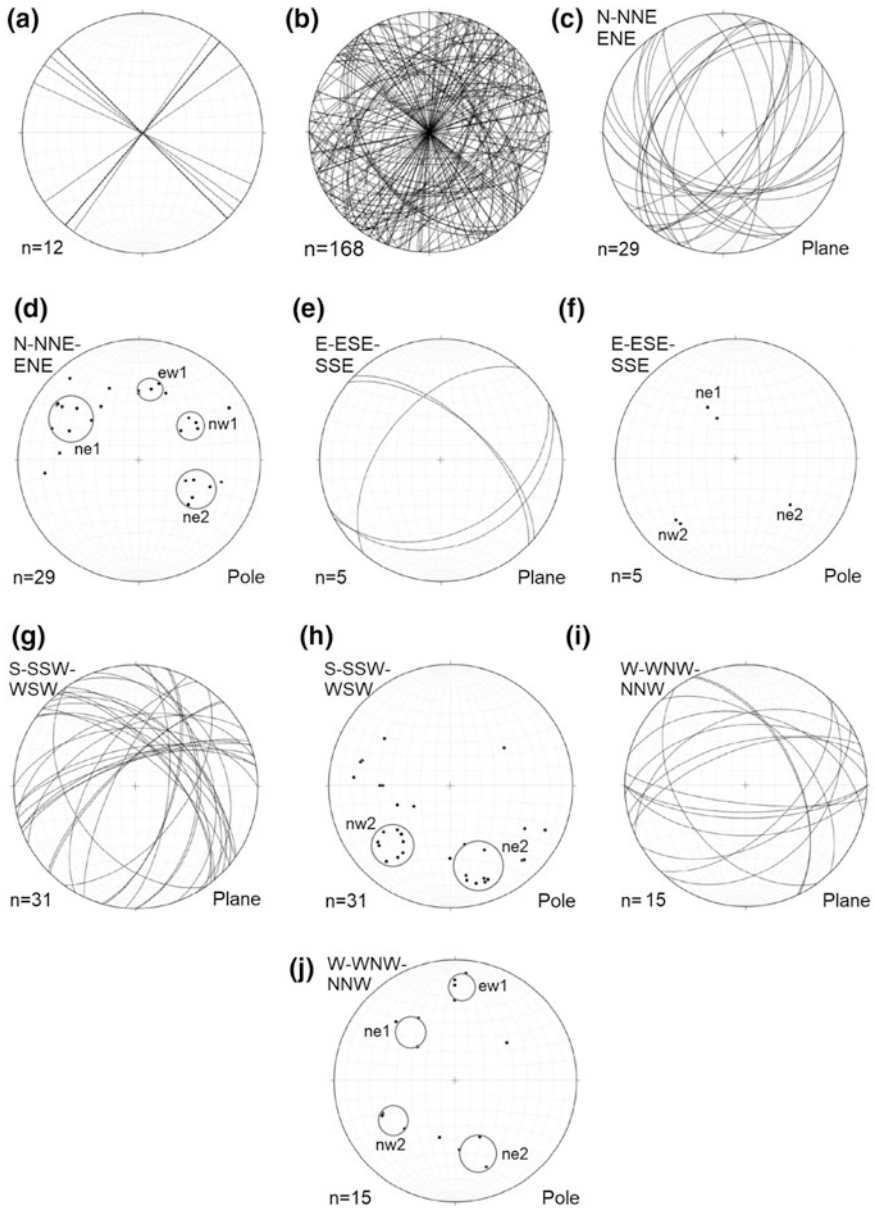 (a)
n=12
(b)
n=168
(c)
N-NNE
ENE
n=29
Plane
(d)
N-NNE-
ENE
ew1
nw1
ne1
ne2
n=29
Pole
(e)
E-ESE-
SSE
n=5
Plane
(f)
E-ESE-
SSE
ne1
ne2
nw2
n=5
Pole
(g)
S-SSW-
WSW
n=31
Plane
(h)
S-SSW-
WSW
nw2
ne2
n=31
Pole
(i)
W-WNW-
NNW
n= 15
Plane
(j)
W-WNW-
NNW
ew1
ne1
nw2
ne2
n=15
Pole